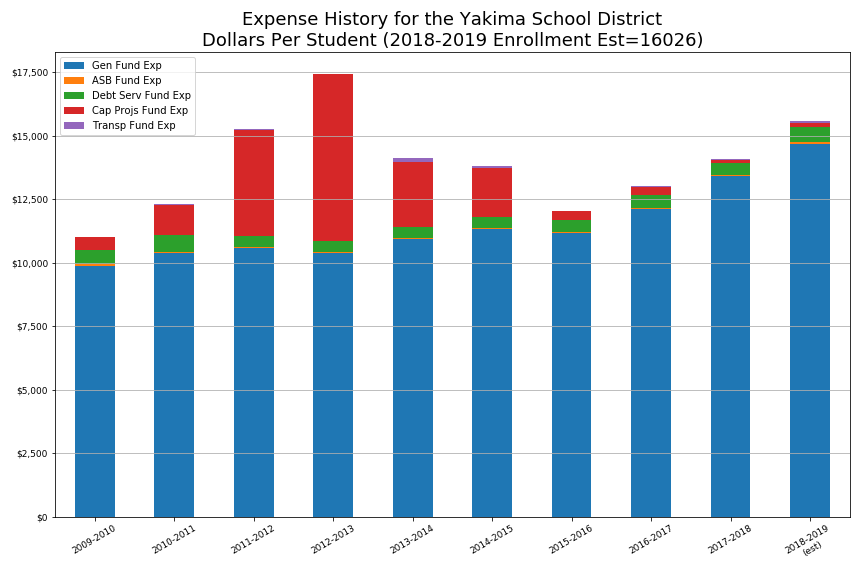 Expense History for the Yakima School District
Dollars Per Student (2018-2019 Enrollment Est=16026)
Gen Fund Exp
ASB Fund Exp
Debt Serv Fund Exp
Cap Projs Fund Exp
Transp Fund Exp
$17,500
$15,000
$12,500
$10,000
$7,500
$5,000
$2,500
$0
2009-2010
2010-2011
2011-2012
2012-2013
2013-2014
2014-2015
2015-2016
2016-2017
2017-2018
2018-2019
(est)